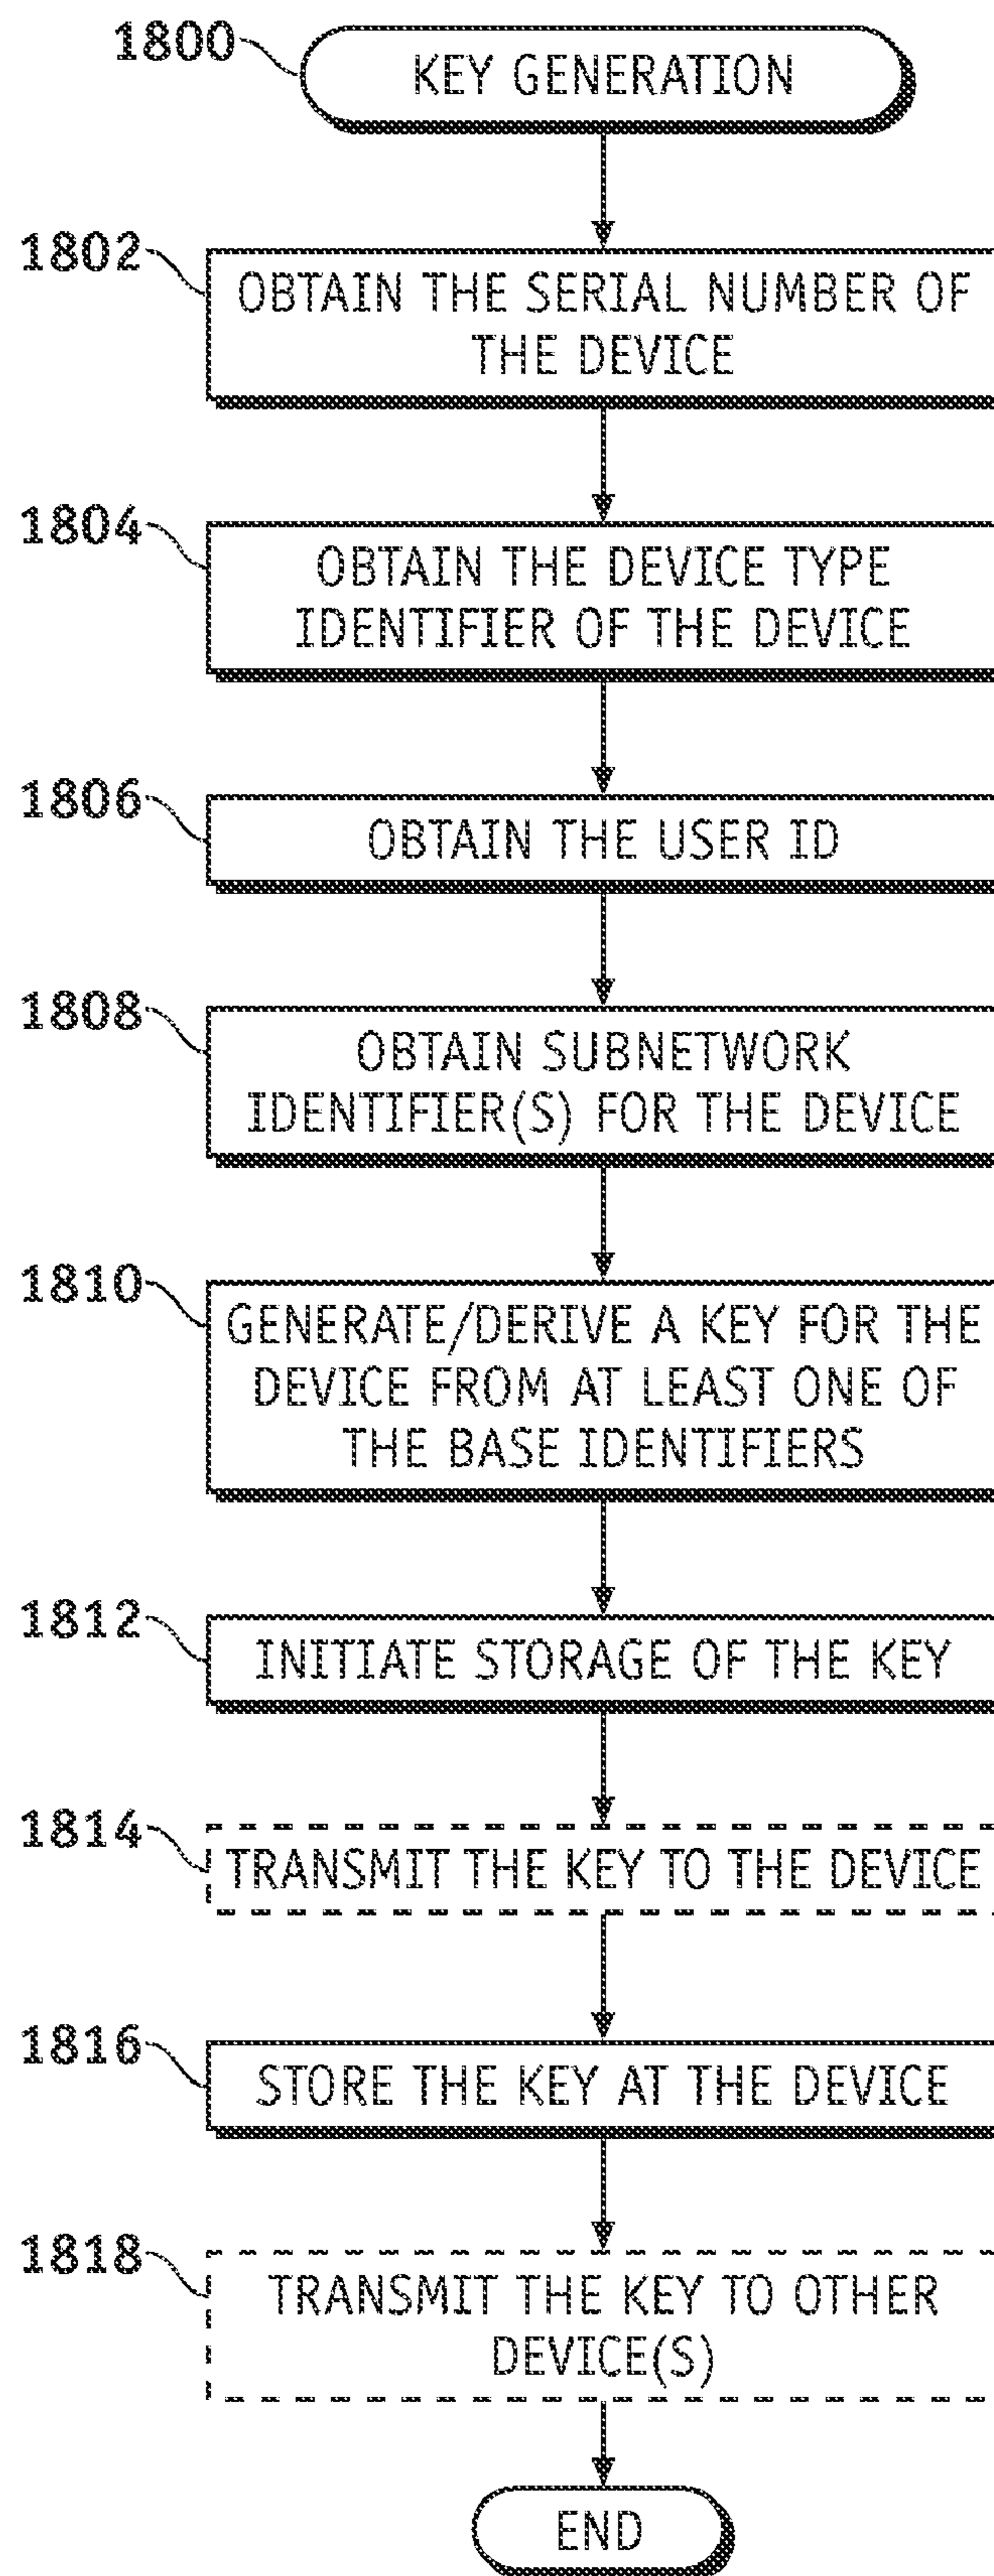 1800
KEY GENERATION
1802
OBTAIN THE SERIAL NUMBER OF
THE DEVICE
1804
OBTAIN THE DEVICE TYPE
IDENTIFIER OF THE DEVICE
1806
OBTAIN THE USER ID
1808
OBTAIN SUBNETWORK
IDENTIFIER(S) FOR THE DEVICE
1810
GENERATE/DERIVE A KEY FOR THE
DEVICE FROM AT LEAST ONE OF
THE BASE IDENTIFIERS
1812
INITIATE STORAGE OF THE KEY
1814
TRANSMIT THE KEY TO THE DEVICE
1816
STORE THE KEY AT THE DEVICE
1818
TRANSMIT THE KEY TO OTHER
DEVICE(S)
END